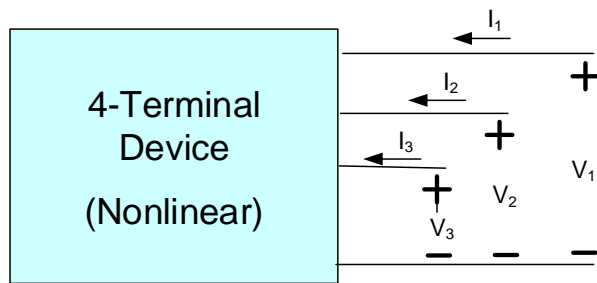 I₁
I₂
I₃
4-Terminal
Device
(Nonlinear)
V₁
V₂
V₃